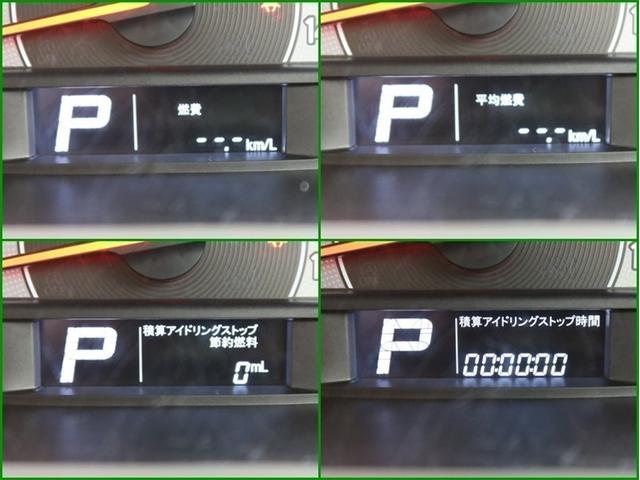 P
燃費
--.- km/L
P
平均燃費
--.- km/L
P
積算アイドリングストップ
節約燃料
0 mL
P
積算アイドリングストップ時間
00:00:00